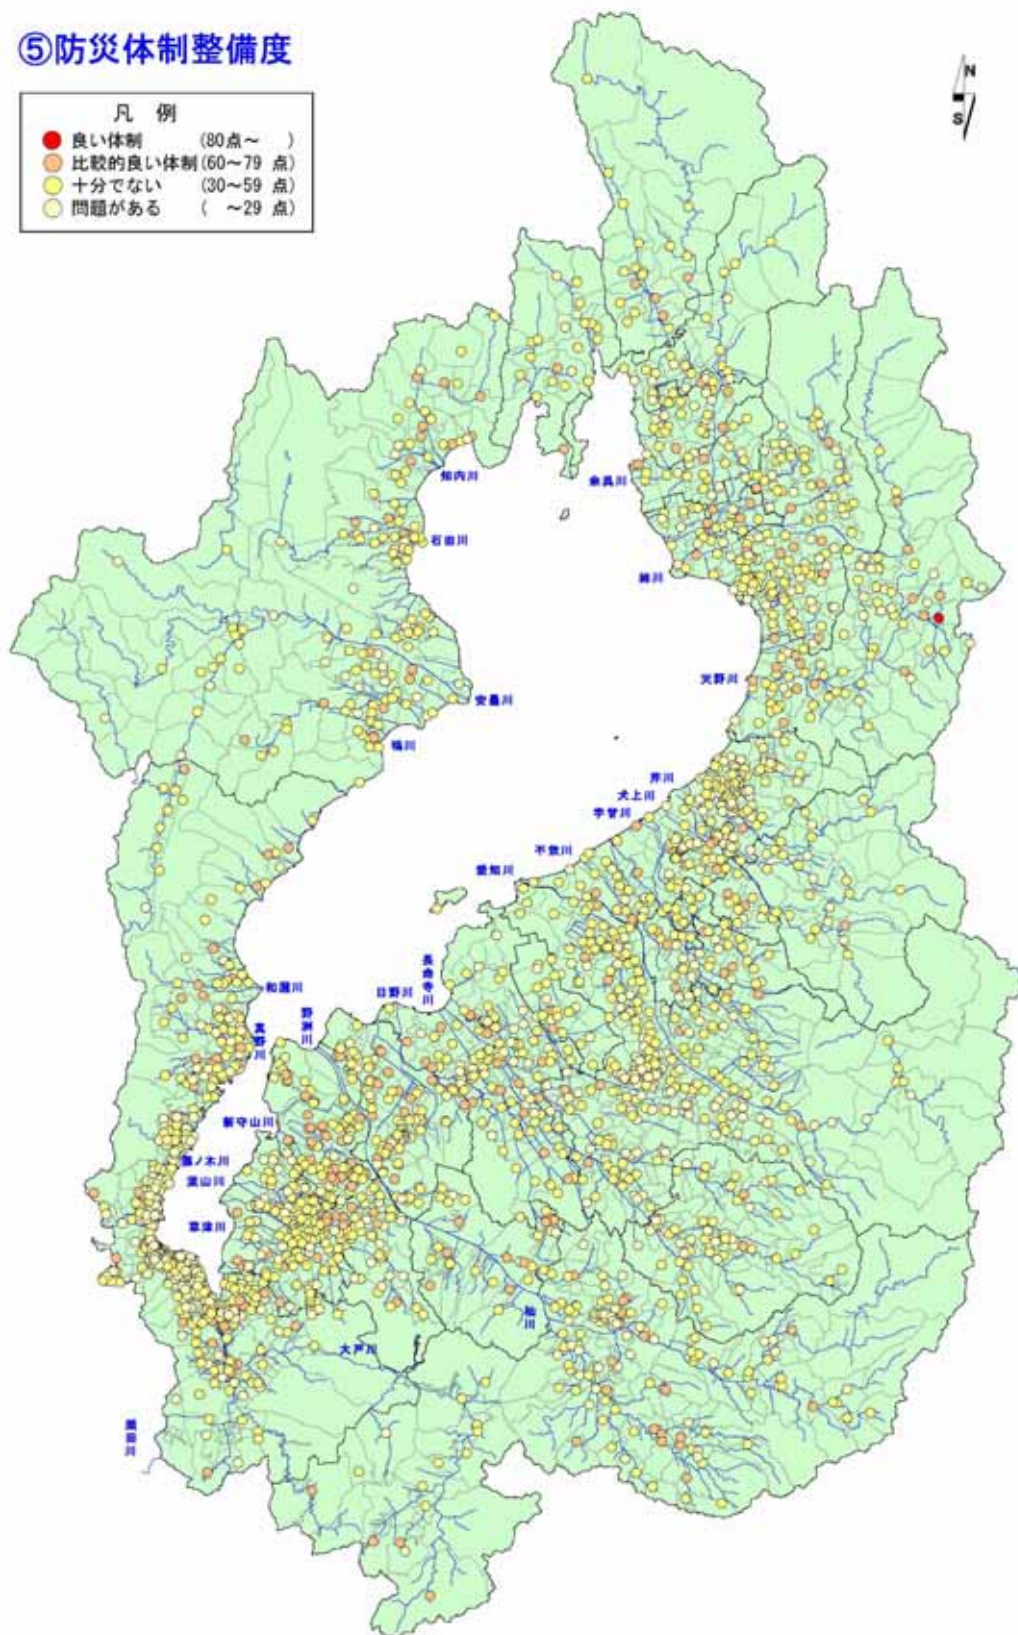 ⑤防災体制整備度
N
S
凡 例
良い体制 (80点~ )
比較的良い体制(60~79 点)
十分でない (30~59 点)
問題がある ( ~29 点)
知内川
余呉川
石田川
姉川
天野川
安曇川
鴨川
芹川
犬上川
宇曽川
不飲川
愛知川
長命寺川
日野川
和邇川
野洲川
真野川
新守山川
葉山川
草津川
杣川
大戸川
瀬田川